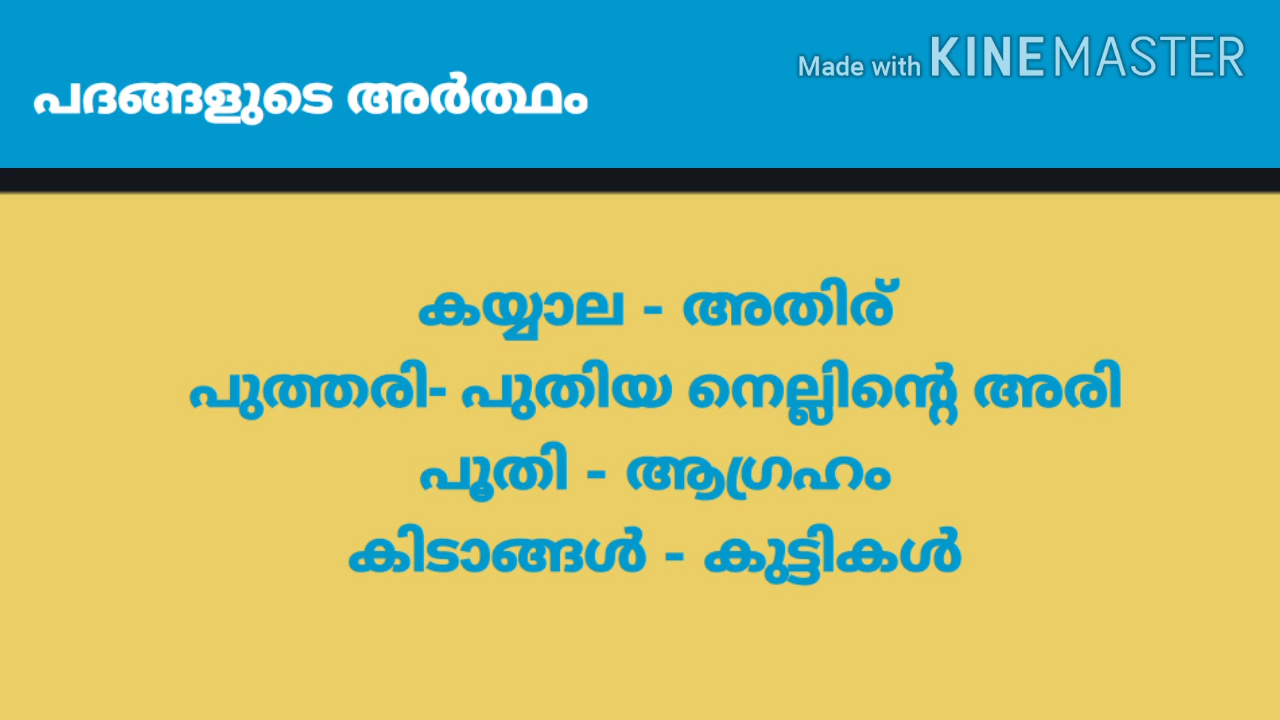 Made with KINEMASTER
പദങ്ങളുടെ അർത്ഥം
കയ്യാല - അതിര്
പുത്തരി- പുതിയ നെല്ലിന്റെ അരി
പൂതി - ആഗ്രഹം
കിടാങ്ങൾ - കുട്ടികൾ